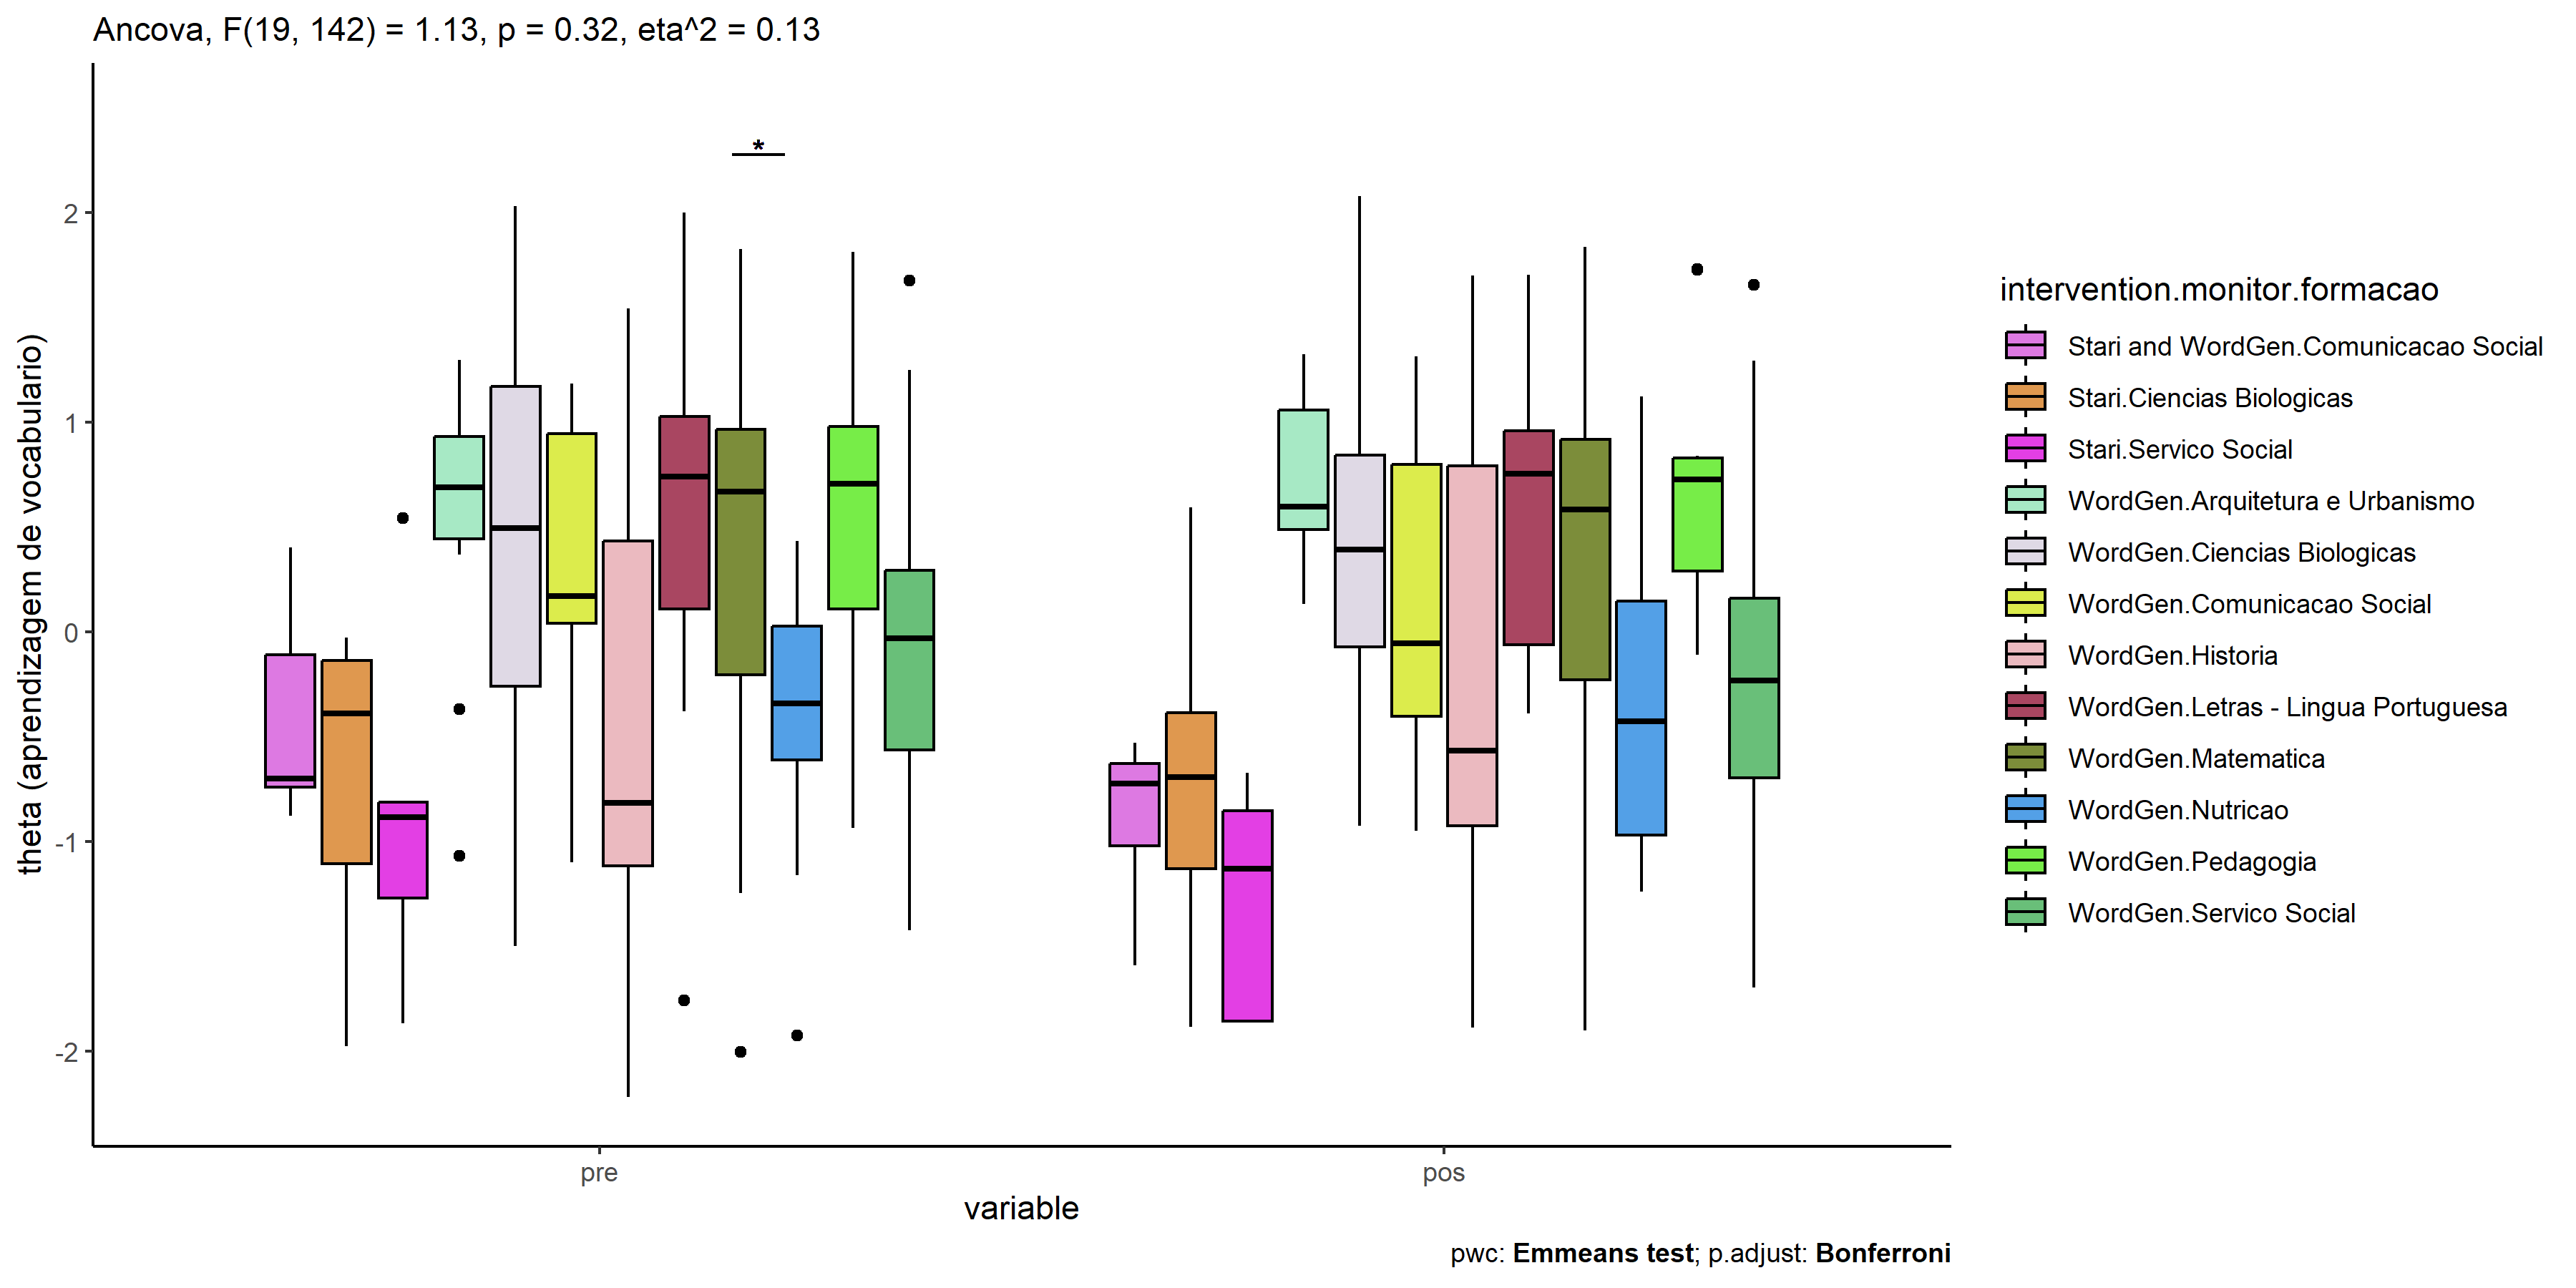 Ancova, F(19, 142) = 1.13, p = 0.32, eta^2 = 0.13
*
theta (aprendizagem de vocabulario)
2
1
0
-1
-2
pre
pos
variable
intervention.monitor.formacao
Stari and WordGen.Comunicacao Social
Stari.Ciencias Biologicas
Stari.Servico Social
WordGen.Arquitetura e Urbanismo
WordGen.Ciencias Biologicas
WordGen.Comunicacao Social
WordGen.Historia
WordGen.Letras - Lingua Portuguesa
WordGen.Matematica
WordGen.Nutricao
WordGen.Pedagogia
WordGen.Servico Social
pwc: Emmeans test; p.adjust: Bonferroni